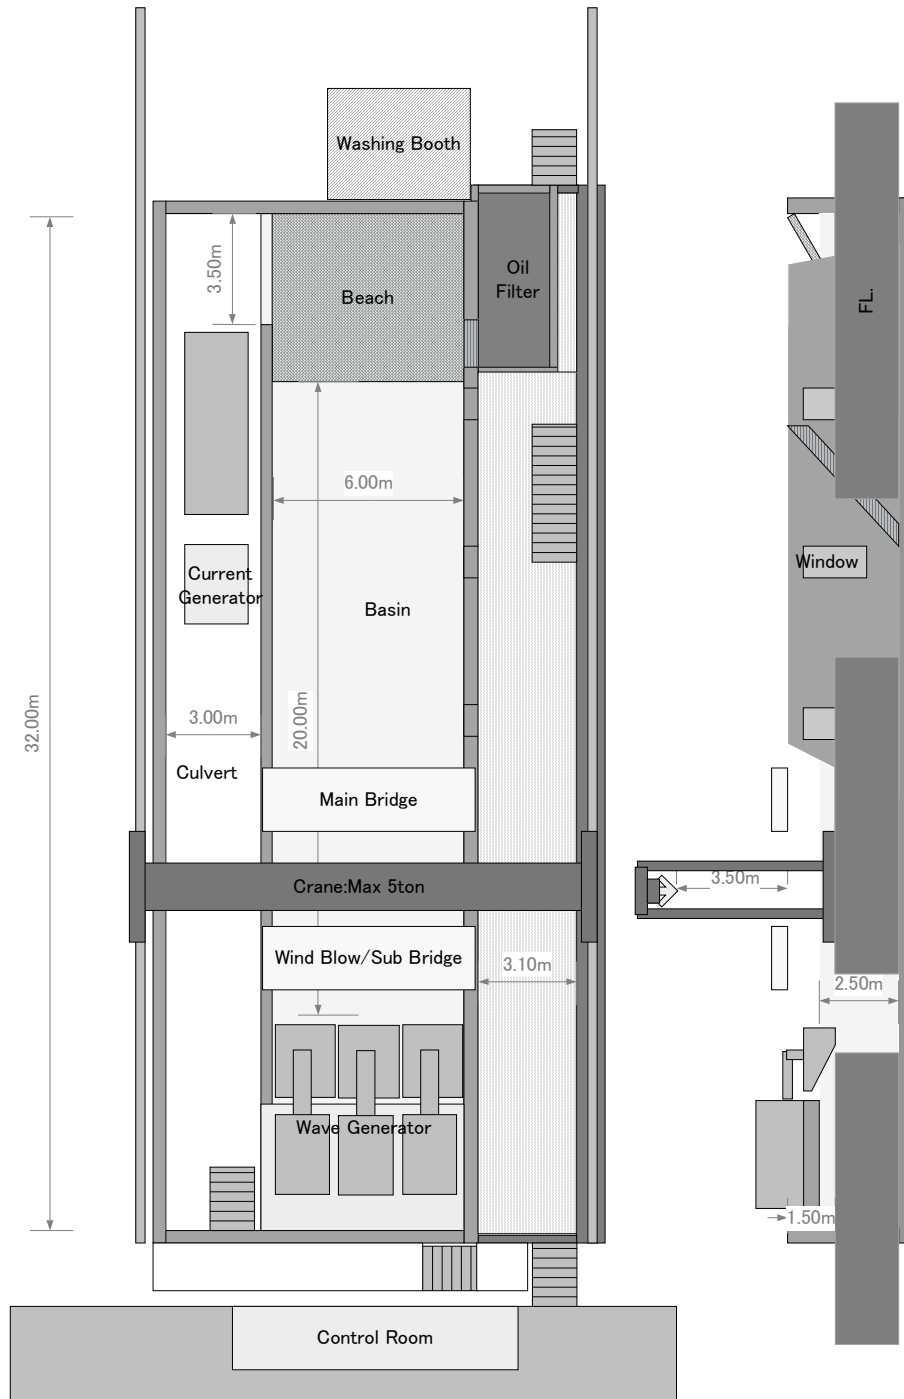 Washing Booth
3.50m
Beach
Oil
Filter
FL.
6.00m
Current
Generator
Basin
Window
32.00m
3.00m
20.00m
Culvert
Main Bridge
Crane:Max 5ton
3.50m
Wind Blow/Sub Bridge
3.10m
2.50m
Wave Generator
1.50m
Control Room